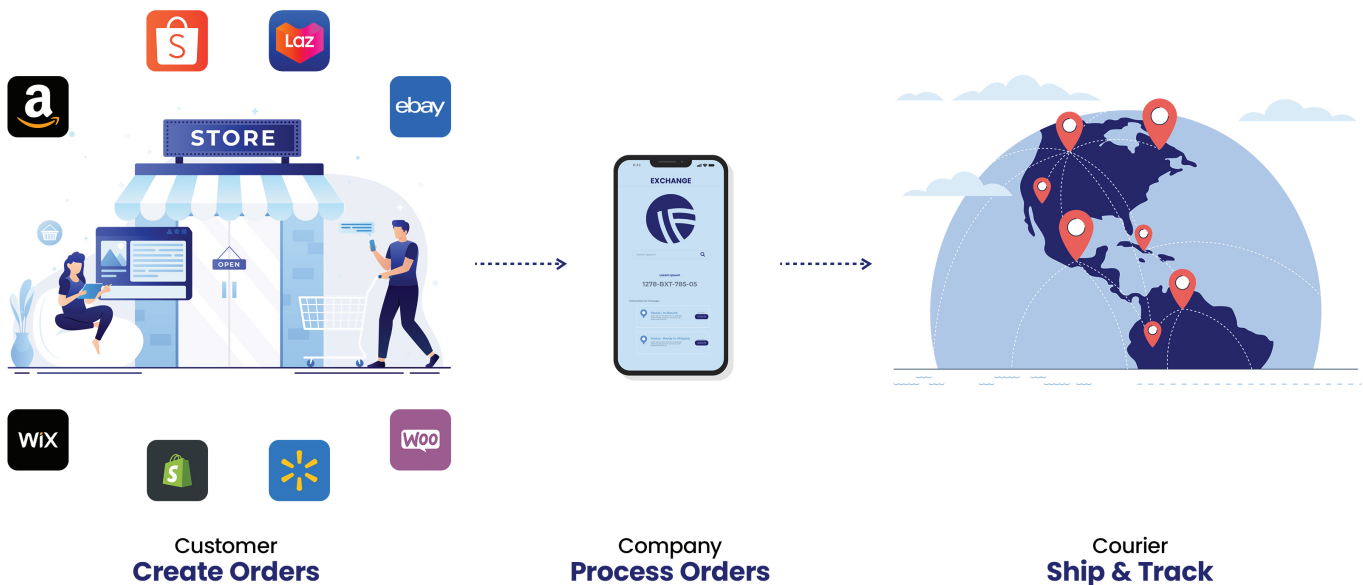 S
Laz
a
ebay
STORE
OPEN
EXCHANGE
1278-BXT-785-05
WiX
S
Woo
Customer
Create Orders
Company
Process Orders
Courier
Ship & Track